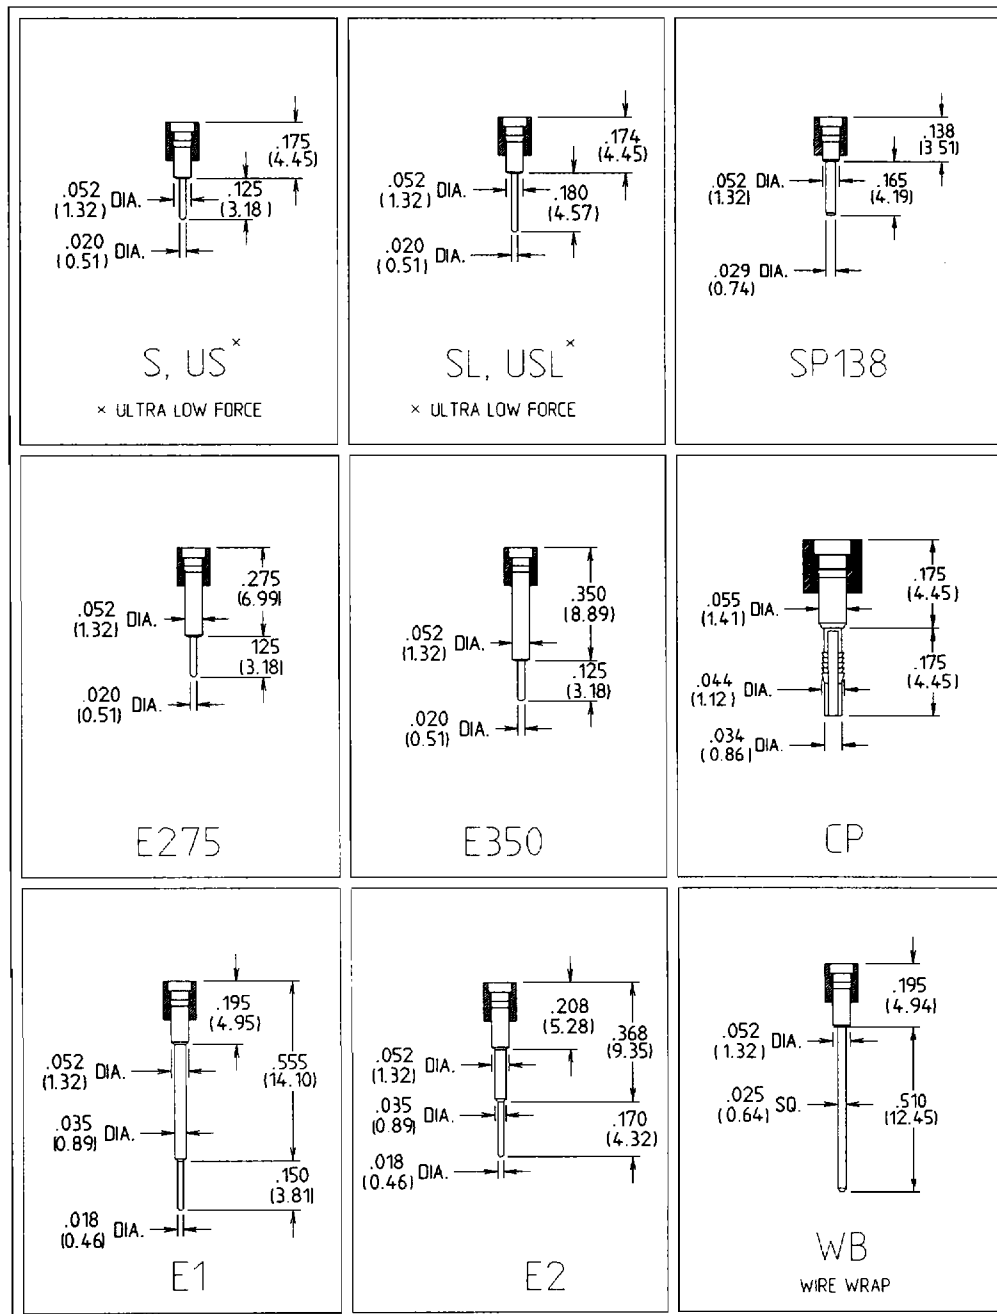 .175
(4.45)
.052 DIA.
(1.32)
.125
(3.18)
.020 DIA.
(0.51)
S, US*
* ULTRA LOW FORCE
.174
(4.45)
.052 DIA.
(1.32)
.180
(4.57)
.020 DIA.
(0.51)
SL, USL*
* ULTRA LOW FORCE
.138
(3.51)
.052 DIA.
(1.32)
.165
(4.19)
.029 DIA.
(0.74)
SP138
.275
(6.99)
.052 DIA.
(1.32)
.125
(3.18)
.020 DIA.
(0.51)
E275
.350
(8.89)
.052 DIA.
(1.32)
.125
(3.18)
.020 DIA.
(0.51)
E350
.175
(4.45)
.055 DIA.
(1.41)
.175
(4.45)
.044 DIA.
(1.12)
.034 DIA.
(0.86)
CP
.195
(4.95)
.555
(14.10)
.052 DIA.
(1.32)
.035 DIA.
(0.89)
.150
(3.81)
.018 DIA.
(0.46)
E1
.208
(5.28)
.368
(9.35)
.052 DIA.
(1.32)
.035 DIA.
(0.89)
.170
(4.32)
.018 DIA.
(0.46)
E2
.195
(4.94)
.052 DIA.
(1.32)
.025 SQ.
(0.64)
.510
(12.45)
WB
WIRE WRAP